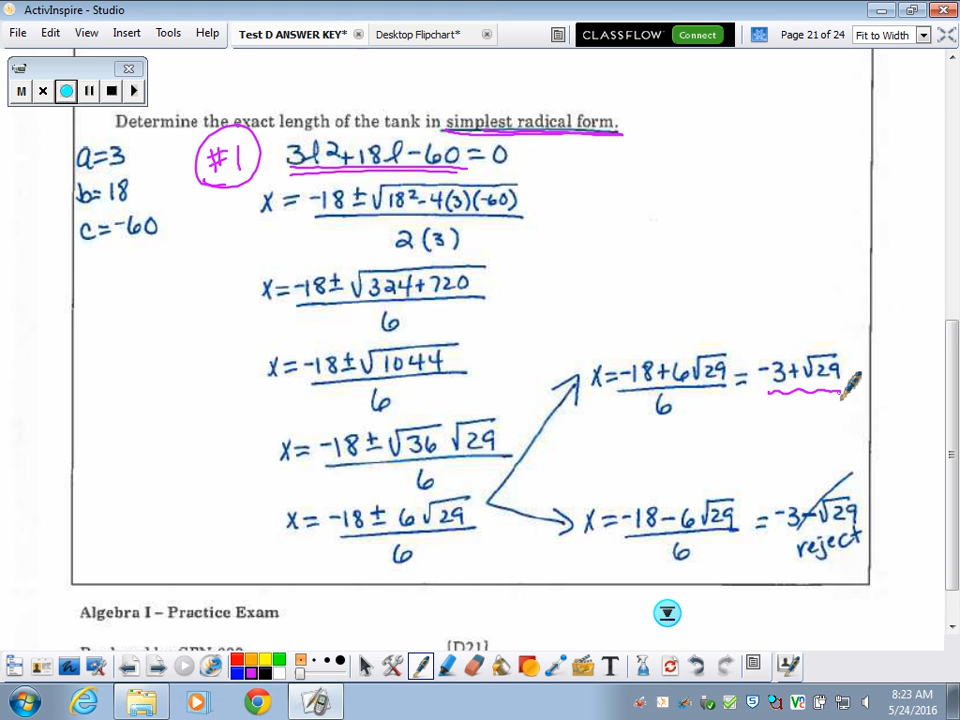 ActivInspire - Studio
File Edit View Insert Tools Help Test D ANSWER KEY* Desktop Flipchart* CLASSFLOW Connect Page 21 of 24 Fit to Width
M
Determine the exact length of the tank in simplest radical form.
a=3 #1 3l²+18l-60=0
b=18
c=-60
x = -18 ± √18²-4(3)(-60)
2(3)
x = -18 ± √324+720
6
x = -18 ± √1044
6
x = -18 ± √36 √29
6
x = -18 ± 6√29
6
x = -18+6√29 = -3+√29
6
x = -18-6√29 = -3-√29
6 reject
Algebra I – Practice Exam
[D21]
T
8:23 AM
5/24/2016